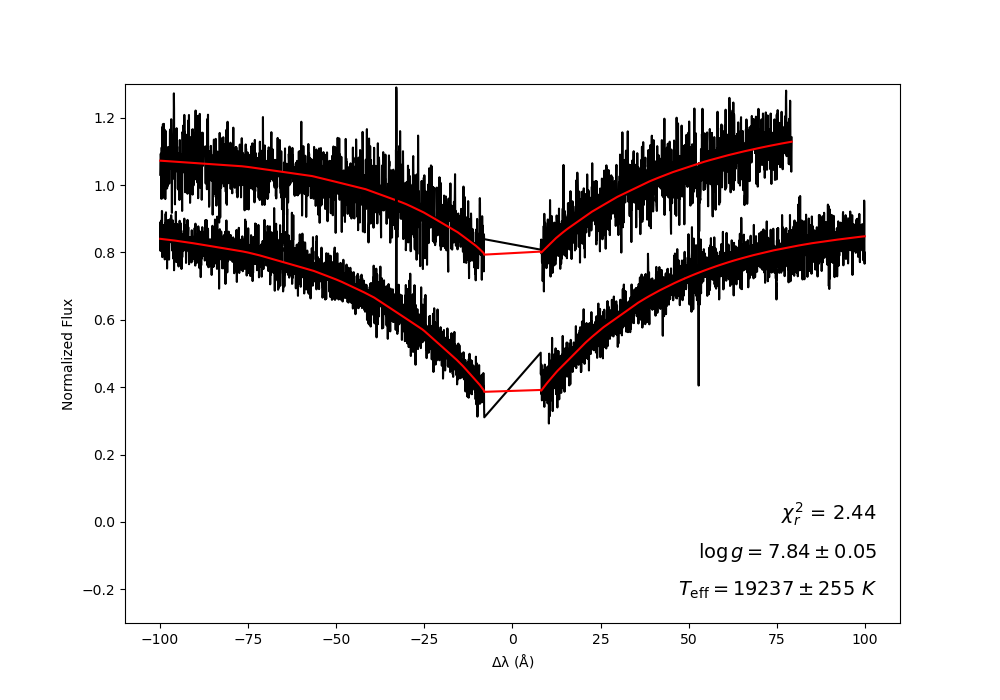 1.2
1.0
0.8
0.6
0.4
0.2
0.0
−0.2
Normalized Flux
χ²ᵣ = 2.44
log g = 7.84 ± 0.05
T_eff = 19237 ± 255 K
−100 −75 −50 −25 0 25 50 75 100
Δλ (Å)